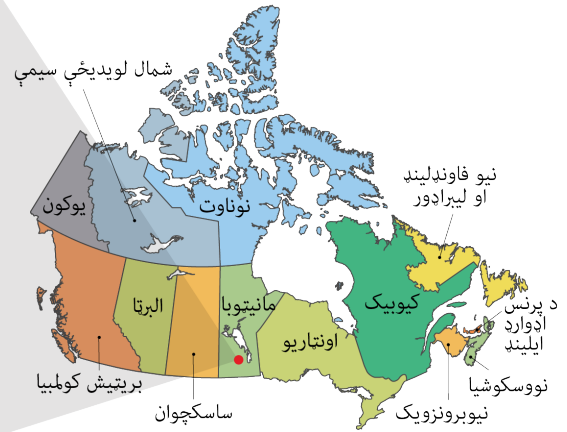 شمال لویدیځې سیمې
یوکون
نوناوت
نیو فاونډلینډ
او لیبراډور
البرټا
مانیټوبا
کیوبیک
اونټاریو
د پرنس
اډوارډ
ایلینډ
بریټیش کولمبیا
ساسکچوان
نیوبرونزویک
نووسکوشیا